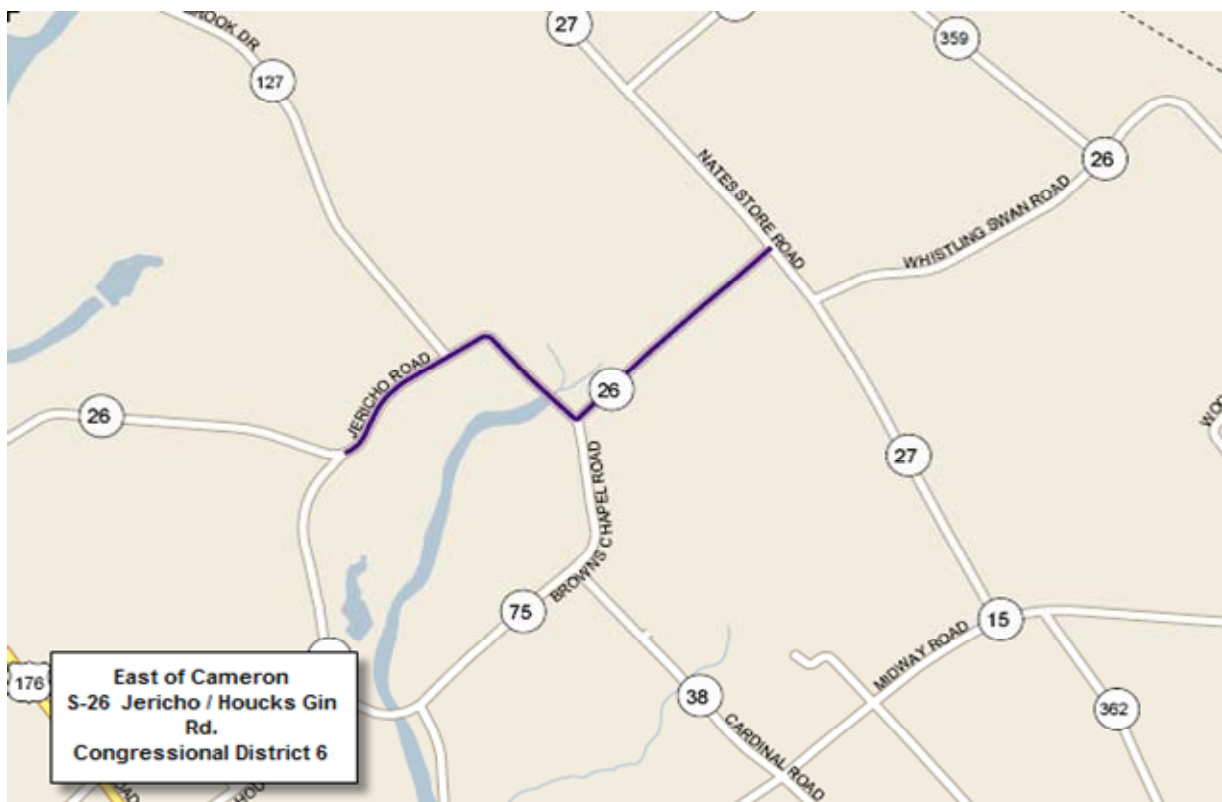 ROOK DR
27
359
127
26
NATES STORE ROAD
WHISTLING SWAN ROAD
JERICHO ROAD
26
26
27
BROWNS CHAPEL ROAD
75
15
MIDWAY ROAD
38
362
CARDINAL ROAD
176
East of Cameron
S-26 Jericho / Houcks Gin
Rd.
Congressional District 6